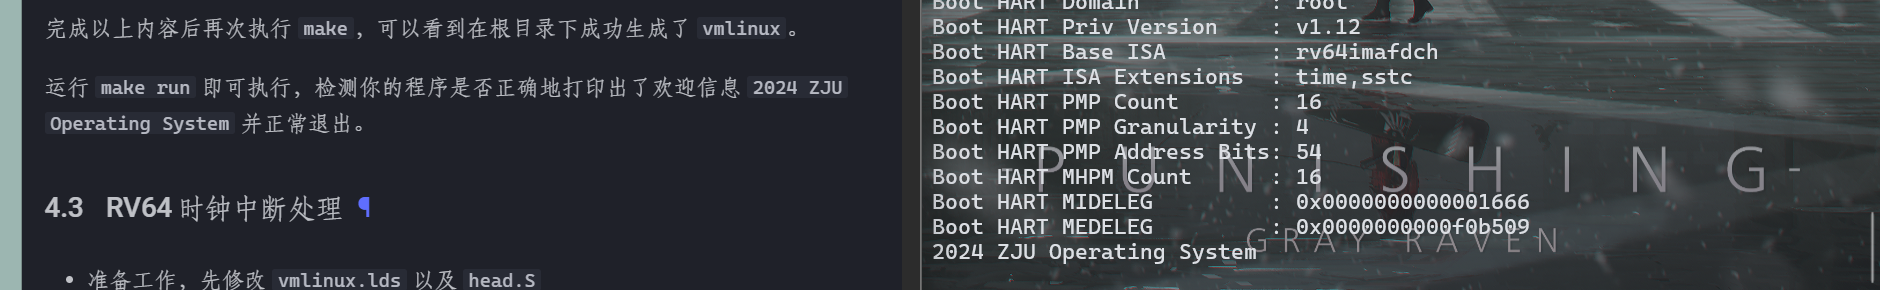 完成以上内容后再次执行 make，可以看到在根目录下成功生成了 vmlinux。
运行 make run 即可执行，检测你的程序是否正确地打印出了欢迎信息 2024 ZJU
Operating System 并正常退出。
4.3 RV64 时钟中断处理 ¶
• 准备工作，先修改 vmlinux.lds 以及 head.S
Boot HART Domain : root
Boot HART Priv Version : v1.12
Boot HART Base ISA : rv64imafdch
Boot HART ISA Extensions : time,sstc
Boot HART PMP Count : 16
Boot HART PMP Granularity : 4
Boot HART PMP Address Bits: 54
Boot HART MHPM Count : 16
Boot HART MIDELEG : 0x0000000000001666
Boot HART MEDELEG : 0x0000000000f0b509
2024 ZJU Operating System
PUNISHING-
GRAY RAVEN